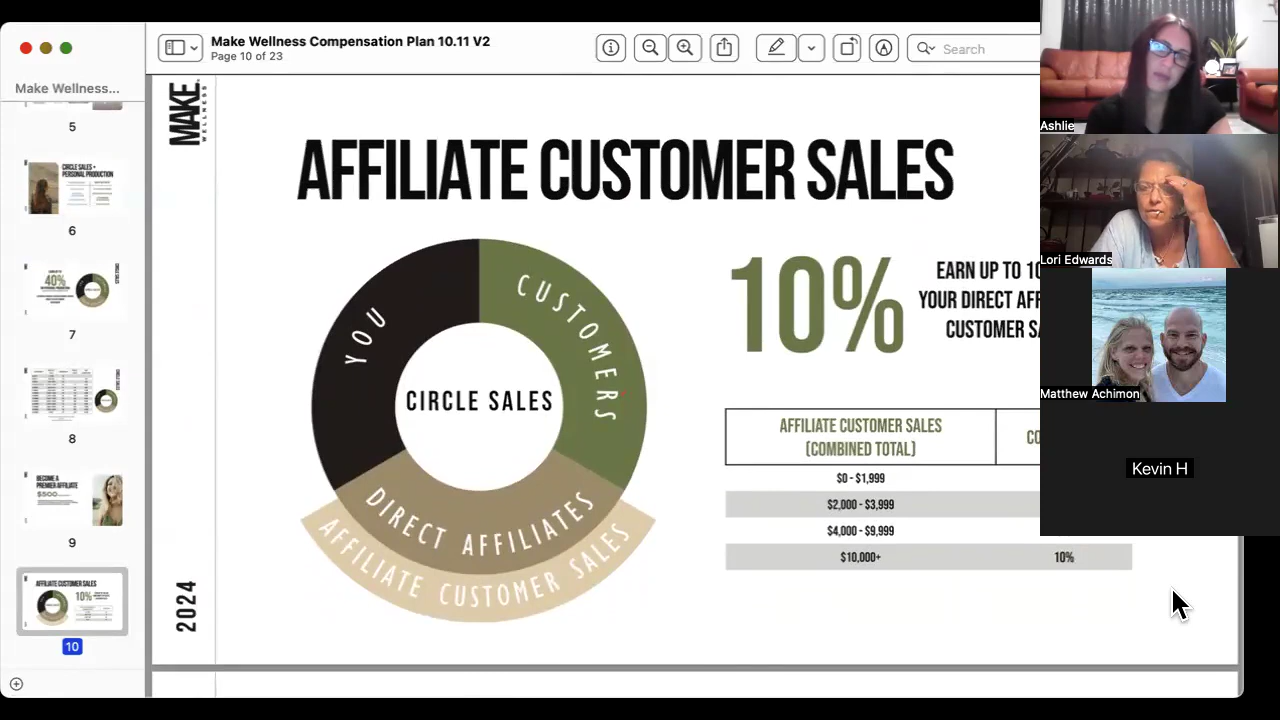 Make Wellness Compensation Plan 10.11 V2
Page 10 of 23
Search
Make Wellness...
5
CIRCLE SALES +
PERSONAL PRODUCTION
6
40%
7
8
BECOME A
PREMIER AFFILIATE
$500
9
AFFILIATE CUSTOMER SALES
10%
10
MAKE
WELLNESS
2024
AFFILIATE CUSTOMER SALES
YOU
CUSTOMERS
CIRCLE SALES
DIRECT AFFILIATES
AFFILIATE CUSTOMER SALES
10%
EARN UP TO 10
YOUR DIRECT AFF
CUSTOMER SA
AFFILIATE CUSTOMER SALES
(COMBINED TOTAL)
CO
$0 - $1,999
$2,000 - $3,999
$4,000 - $9,999
$10,000+ 10%
Ashlie
Lori Edwards
Matthew Achimon
Kevin H